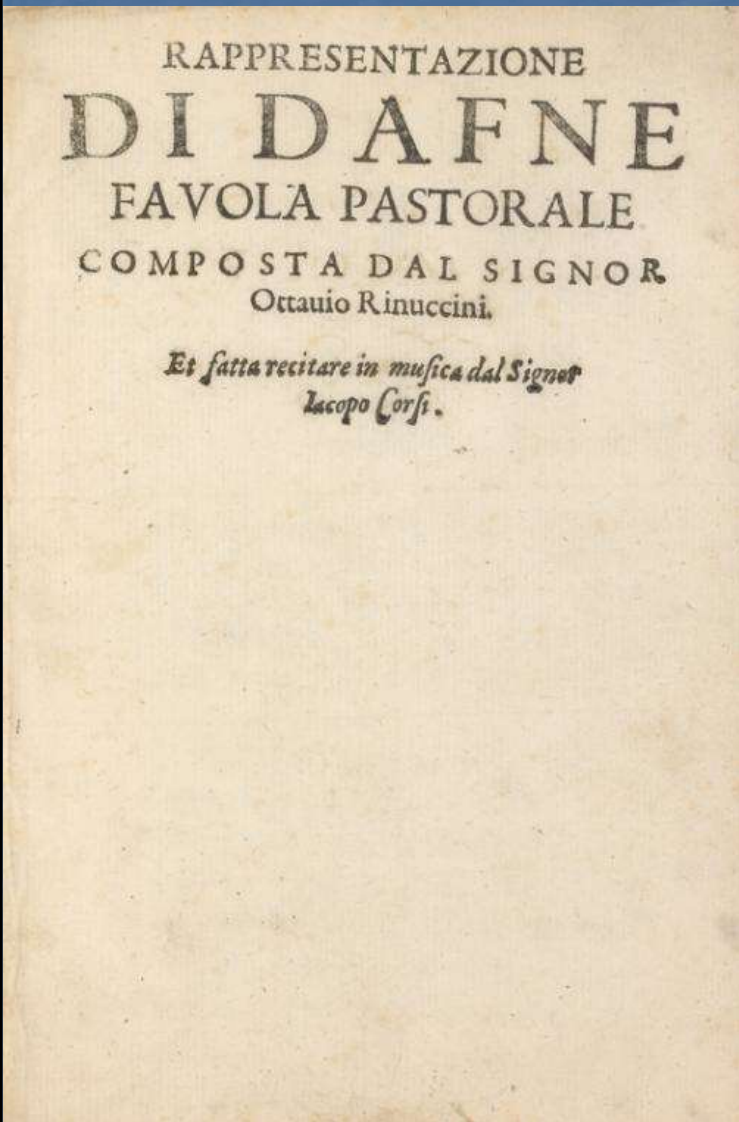 RAPPRESENTAZIONE
DI DAFNE
FAVOLA PASTORALE
COMPOSTA DAL SIGNOR
Ottauio Rinuccini.
Et fatta recitare in musica dal Signor
Iacopo Corsi.